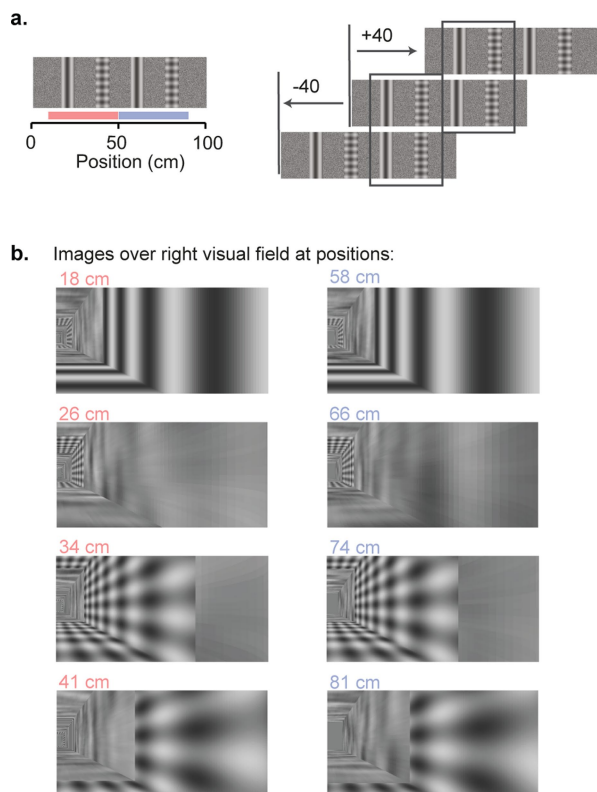 a.
+40
-40
0 50 100
Position (cm)
b. Images over right visual field at positions:
18 cm 58 cm
26 cm 66 cm
34 cm 74 cm
41 cm 81 cm